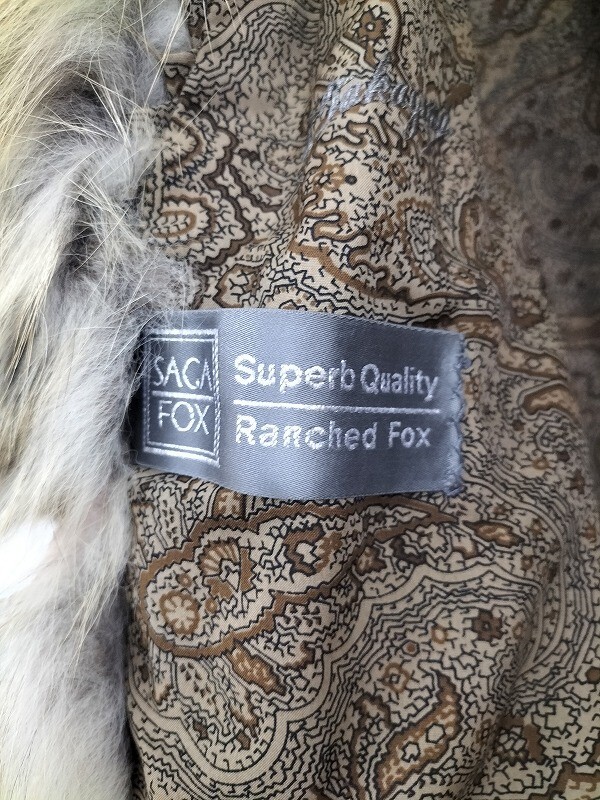 SAGA
FOX
Superb Quality
Ranched Fox